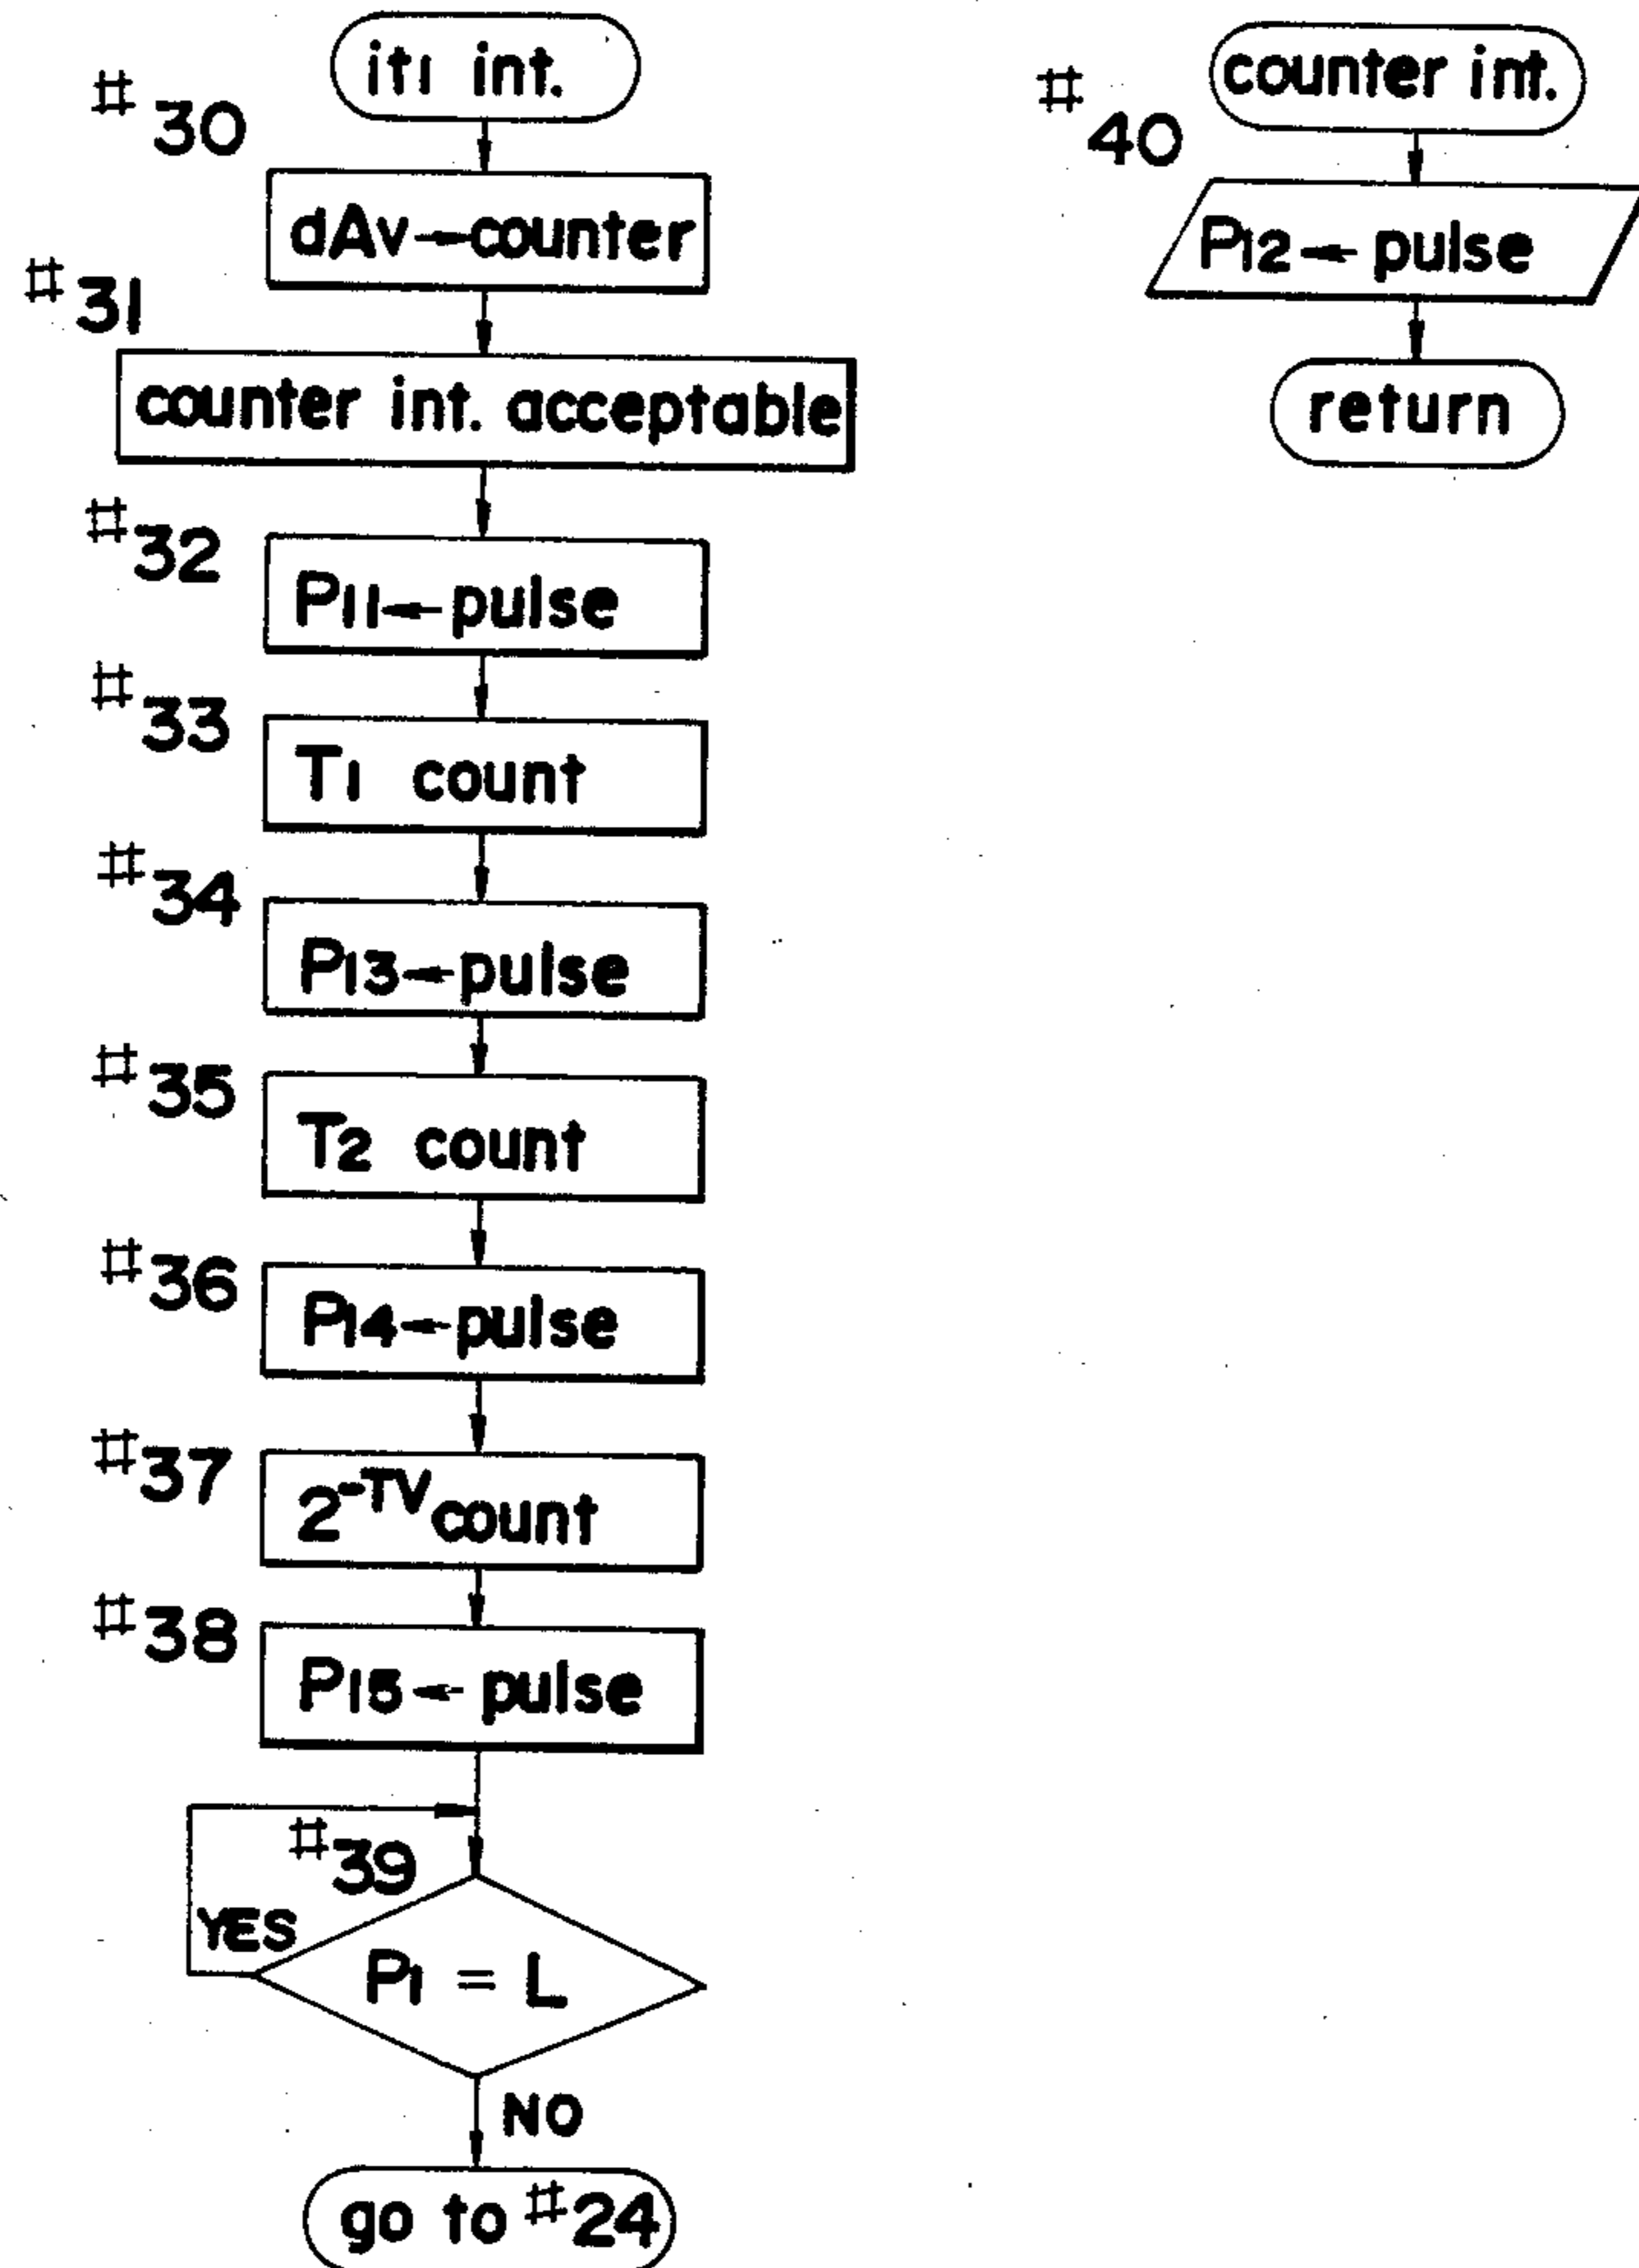 it1 int.
#30
dAv→counter
#31
counter int. acceptable
#32
P11←pulse
#33
T1 count
#34
P13←pulse
#35
T2 count
#36
P14←pulse
#37
2^-TV count
#38
P15← pulse
#39
YES
P1 = L
NO
go to #24
counter int.
#40
P12← pulse
return